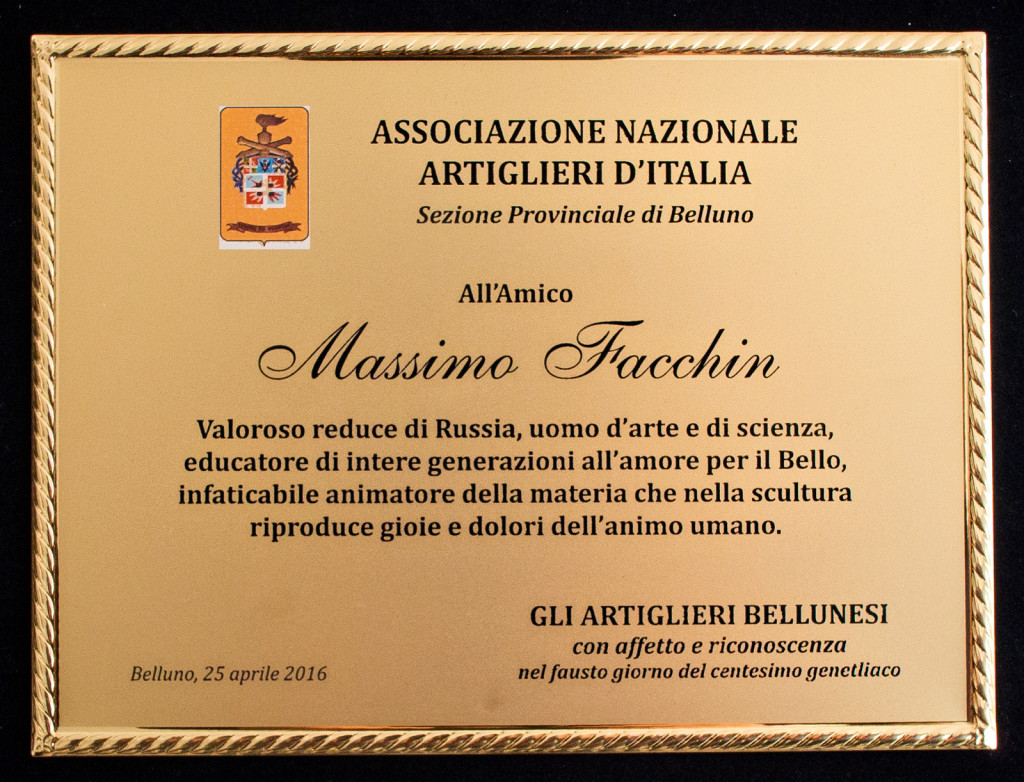 ASSOCIAZIONE NAZIONALE
ARTIGLIERI D'ITALIA
Sezione Provinciale di Belluno
All'Amico
Massimo Facchin
Valoroso reduce di Russia, uomo d'arte e di scienza,
educatore di intere generazioni all'amore per il Bello,
infaticabile animatore della materia che nella scultura
riproduce gioie e dolori dell'animo umano.
GLI ARTIGLIERI BELLUNESI
con affetto e riconoscenza
nel fausto giorno del centesimo genetliaco
Belluno, 25 aprile 2016